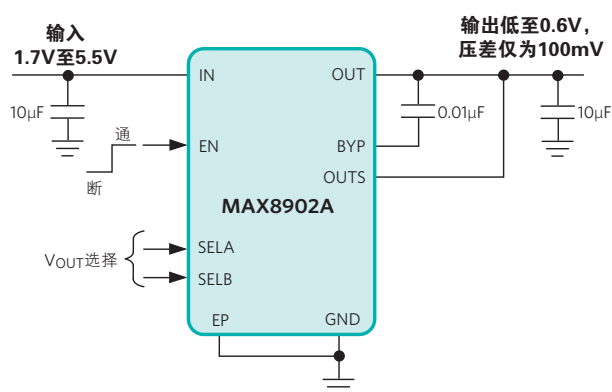 输入
1.7V至5.5V
输出低至0.6V，
压差仅为100mV
IN
OUT
10µF
0.01µF
10µF
通
断
EN
BYP
OUTS
MAX8902A
VOUT选择
SELA
SELB
EP
GND